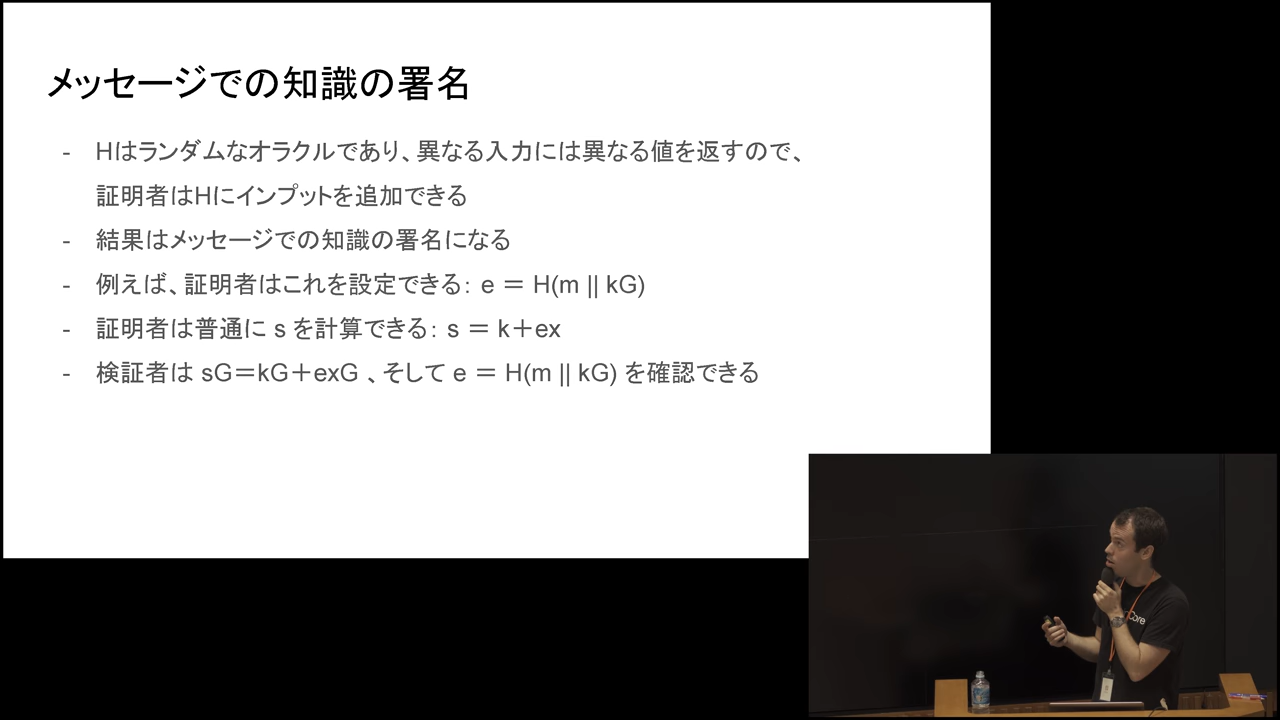 メッセージでの知識の署名
- Hはランダムなオラクルであり、異なる入力には異なる値を返すので、
証明者はHにインプットを追加できる
- 結果はメッセージでの知識の署名になる
- 例えば、証明者はこれを設定できる： e ＝ H(m || kG)
- 証明者は普通に s を計算できる： s ＝ k＋ex
- 検証者は sG＝kG＋exG 、そして e ＝ H(m || kG) を確認できる
Core